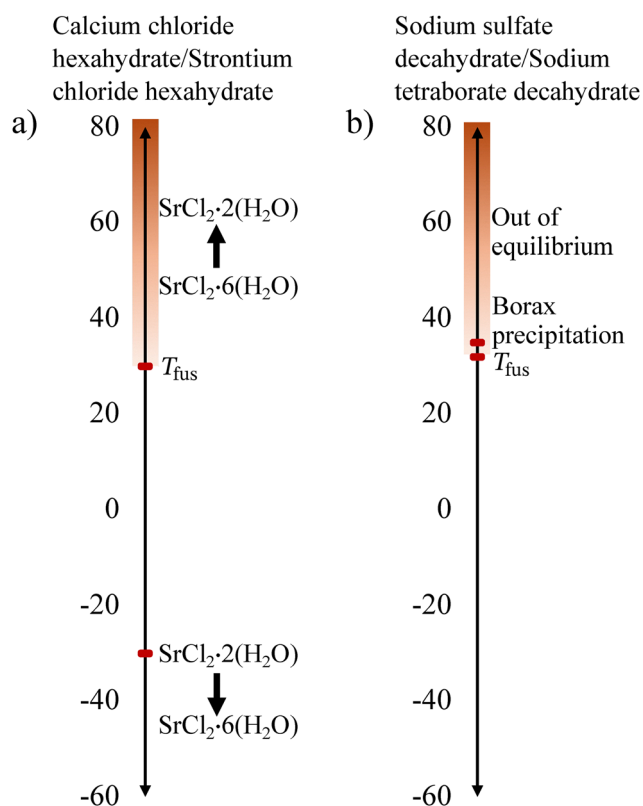 Calcium chloride
hexahydrate/Strontium
chloride hexahydrate
a)
80
60
40
20
0
-20
-40
-60
SrCl₂·2(H₂O)
SrCl₂·6(H₂O)
T_fus
SrCl₂·2(H₂O)
SrCl₂·6(H₂O)
Sodium sulfate
decahydrate/Sodium
tetraborate decahydrate
b)
80
60
40
20
0
-20
-40
-60
Out of
equilibrium
Borax
precipitation
T_fus